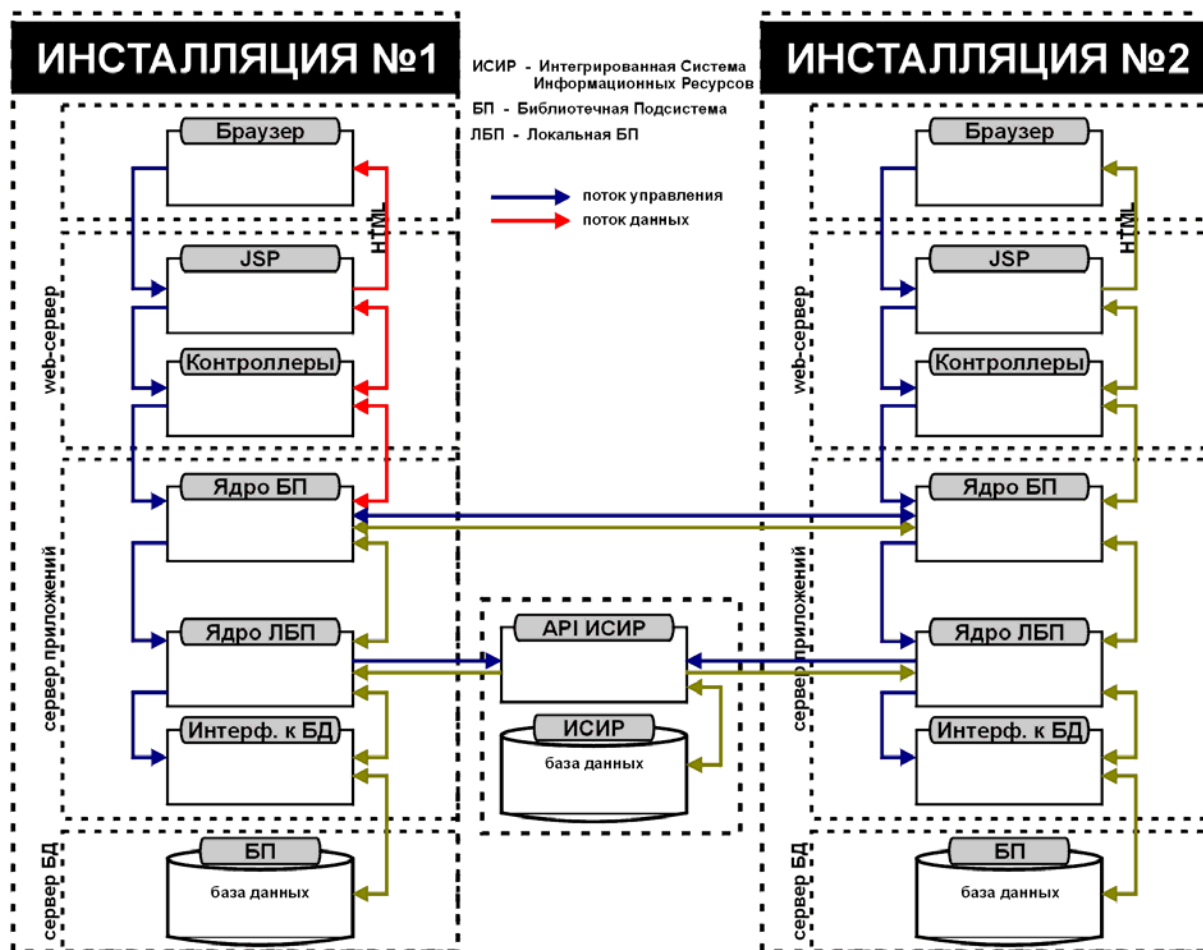 ИНСТАЛЛЯЦИЯ №1
ИСИР - Интегрированная Система
Информационных Ресурсов
БП - Библиотечная Подсистема
ЛБП - Локальная БП
поток управления
поток данных
ИНСТАЛЛЯЦИЯ №2
Браузер
HTML
web-сервер
JSP
Контроллеры
сервер приложений
Ядро БП
Ядро ЛБП
Интерф. к БД
сервер БД
БП
база данных
API ИСИР
ИСИР
база данных
Браузер
HTML
web-сервер
JSP
Контроллеры
сервер приложений
Ядро БП
Ядро ЛБП
Интерф. к БД
сервер БД
БП
база данных